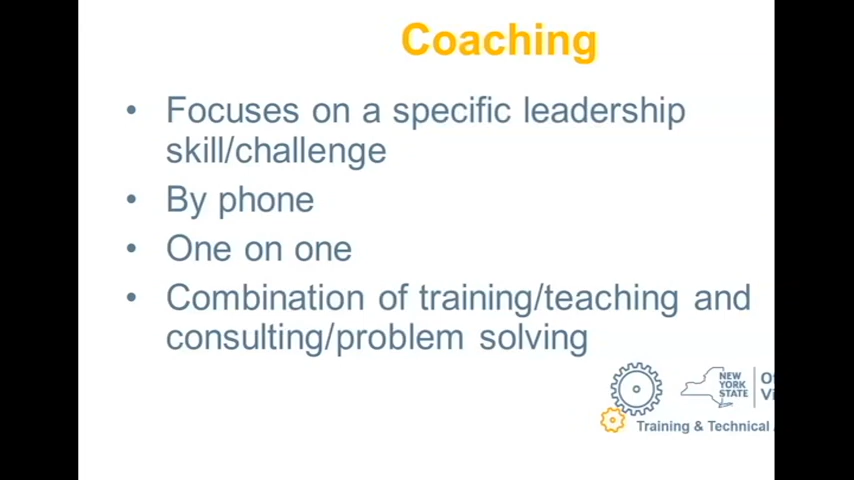 Coaching
• Focuses on a specific leadership
skill/challenge
• By phone
• One on one
• Combination of training/teaching and
consulting/problem solving
NEW
YORK
STATE
Training & Technical